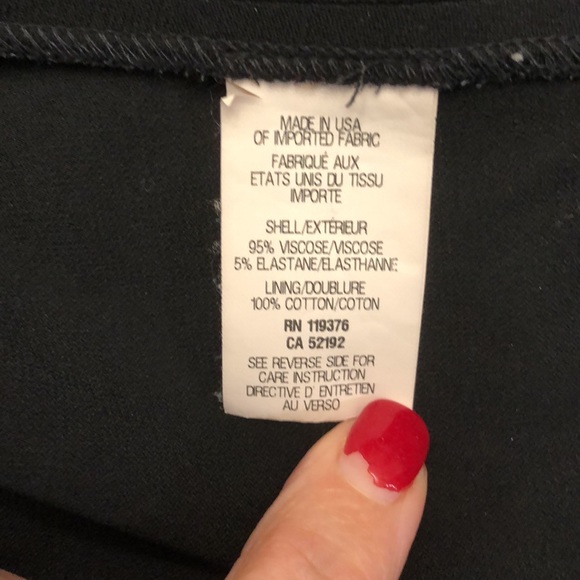 MADE IN USA
OF IMPORTED FABRIC
FABRIQUÉ AUX
ETATS UNIS DU TISSU
IMPORTE
SHELL/EXTERIEUR
95% VISCOSE/VISCOSE
5% ELASTANE/ELASTHANNE
LINING/DOUBLURE
100% COTTON/COTON
RN 119376
CA 52192
SEE REVERSE SIDE FOR
CARE INSTRUCTION
DIRECTIVE D' ENTRETIEN
AU VERSO